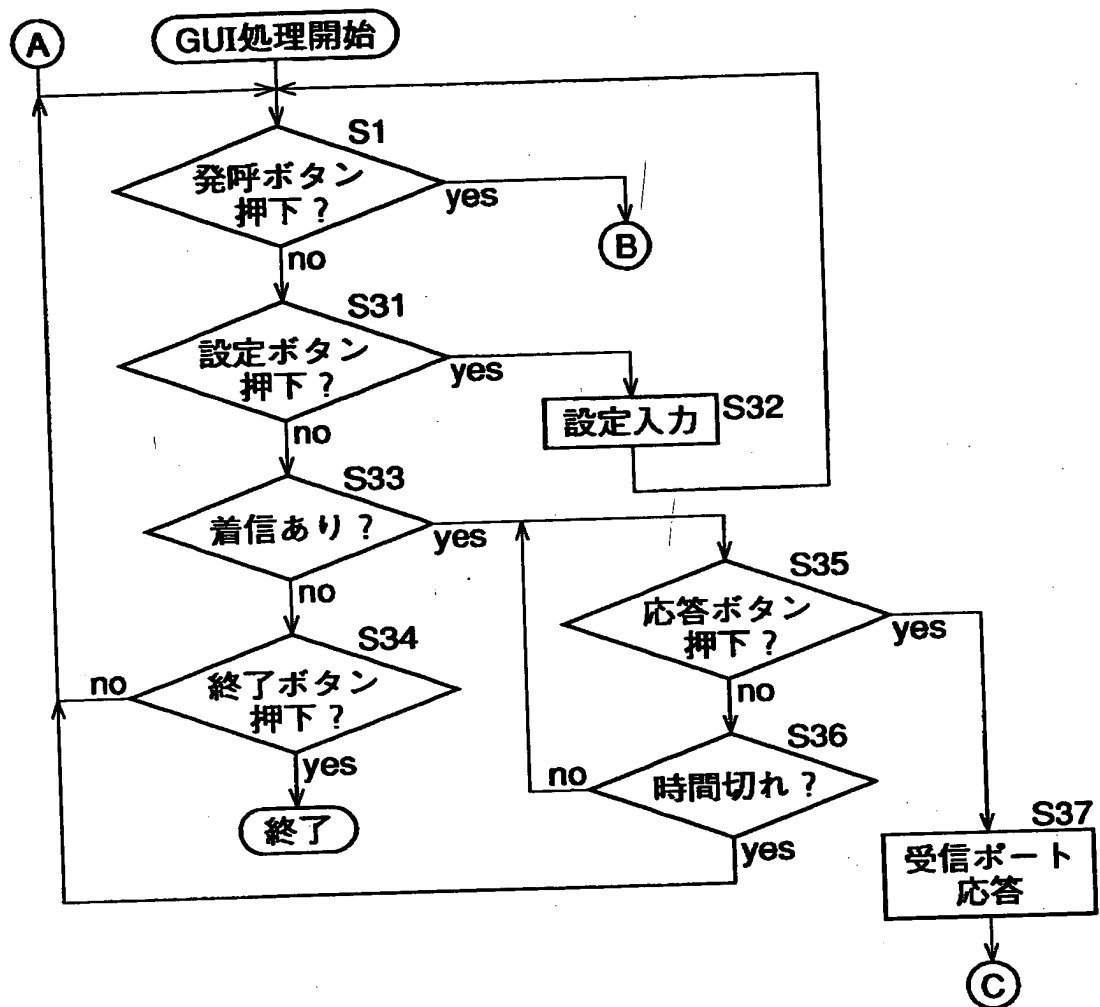 A
GUI処理開始
S1
発呼ボタン
押下?
yes
B
no
S31
設定ボタン
押下?
yes
設定入力
S32
no
S33
着信あり?
yes
no
S35
応答ボタン
押下?
yes
no
S34
終了ボタン
押下?
no
yes
終了
S36
時間切れ?
no
yes
S37
受信ポート
応答
C